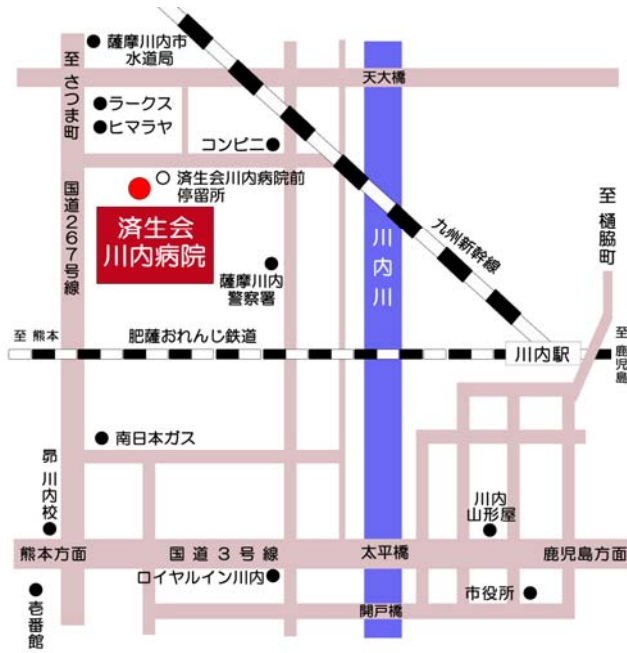 薩摩川内市
水道局
至 さつま町
天大橋
ラークス
ヒマラヤ
コンビニ
済生会川内病院前
停留所
国道267号線
済生会
川内病院
川内川
九州新幹線
至 樋脇町
薩摩川内
警察署
至 熊本
肥薩おれんじ鉄道
川内駅
至 鹿児島
南日本ガス
昴 川内校
川内
山形屋
熊本方面
国道3号線
太平橋
鹿児島方面
ロイヤルイン川内
市役所
壱番館
開戸橋